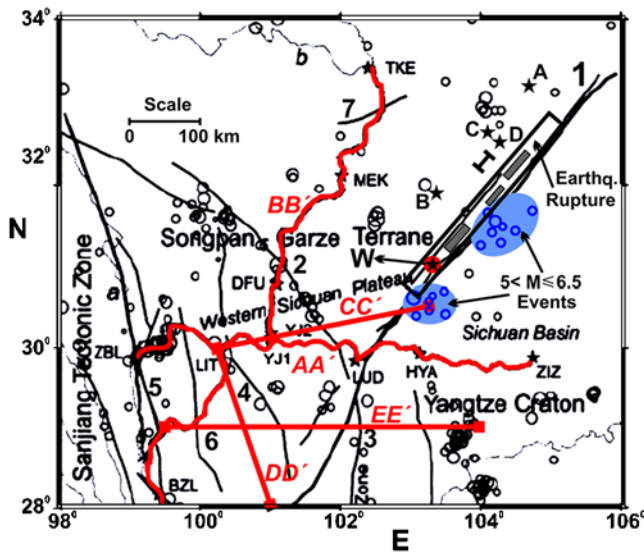 34°
b
TKE
A
1
Scale
0 100 km
7
C
D
32°
MEK
B
Earthq.
Rupture
BB´
N
Songpan Garze Terrane
W
2
DFU
Western Sichuan Plateau
CC´
5< M≤6.5
Events
a
Sanjiang Tectonic Zone
YJ2
Sichuan Basin
30°
ZBL
LIT
YJ1
AA´
LUD
HYA
ZIZ
5
4
Yangtze Craton
EE´
6
3
DD´
BZL
Zone
28°
98°
100°
102°
104°
106°
E